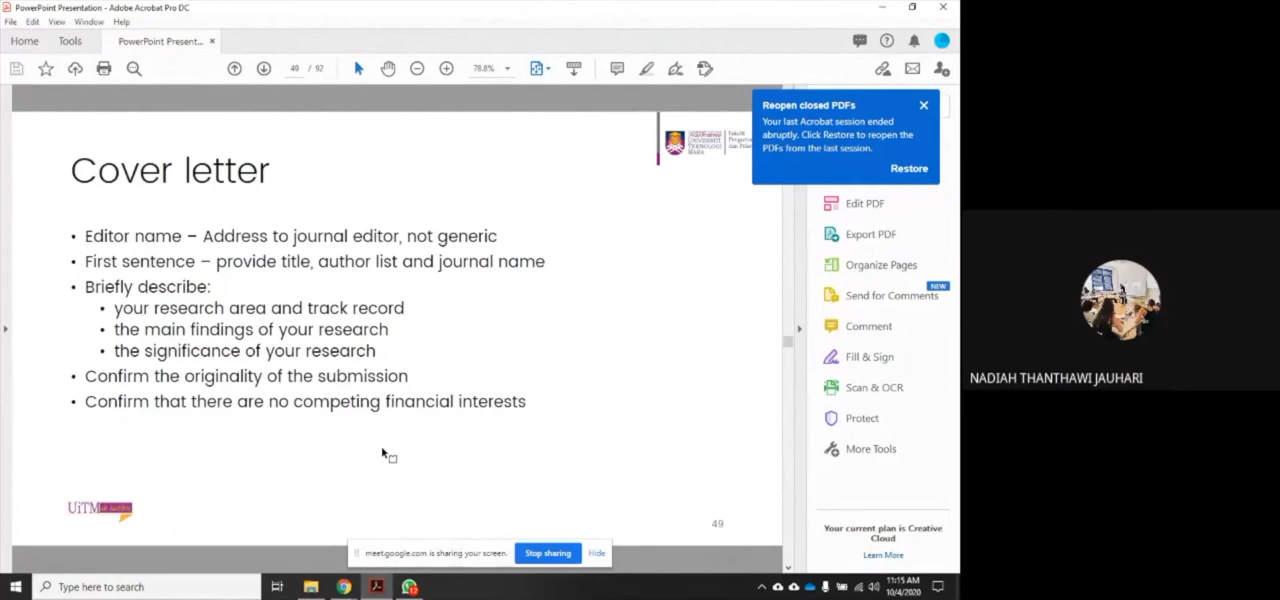 PowerPoint Presentation - Adobe Acrobat Pro DC
File Edit View Window Help
Home Tools PowerPoint Present... ×
49 / 92 78.8%
Reopen closed PDFs
Your last Acrobat session ended
abruptly. Click Restore to reopen the
PDFs from the last session.
Restore
UNIVERSITI
TEKNOLOGI
MARA
Cover letter
• Editor name – Address to journal editor, not generic
• First sentence – provide title, author list and journal name
• Briefly describe:
• your research area and track record
• the main findings of your research
• the significance of your research
• Confirm the originality of the submission
• Confirm that there are no competing financial interests
UiTM
49
Edit PDF
Export PDF
Organize Pages
NEW
Send for Comments
Comment
Fill & Sign
Scan & OCR
Protect
More Tools
Your current plan is Creative
Cloud
Learn More
NADIAH THANTHAWI JAUHARI
meet.google.com is sharing your screen. Stop sharing Hide
Type here to search
11:15 AM
10/4/2020